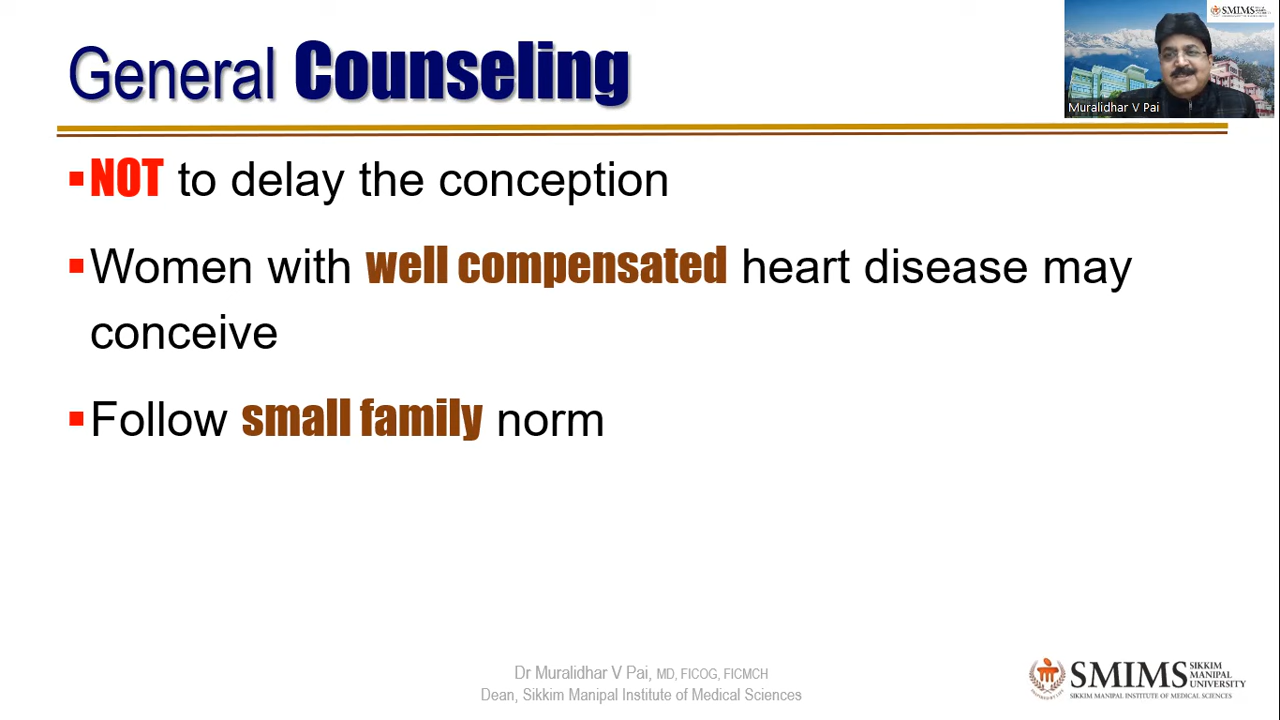 General Counseling
SMIMS
Muralidhar V Pai
NOT to delay the conception
Women with well compensated heart disease may
conceive
Follow small family norm
Dr Muralidhar V Pai, MD, FICOG, FICMCH
Dean, Sikkim Manipal Institute of Medical Sciences
SMIMS SIKKIM
MANIPAL
UNIVERSITY
SIKKIM MANIPAL INSTITUTE OF MEDICAL SCIENCES